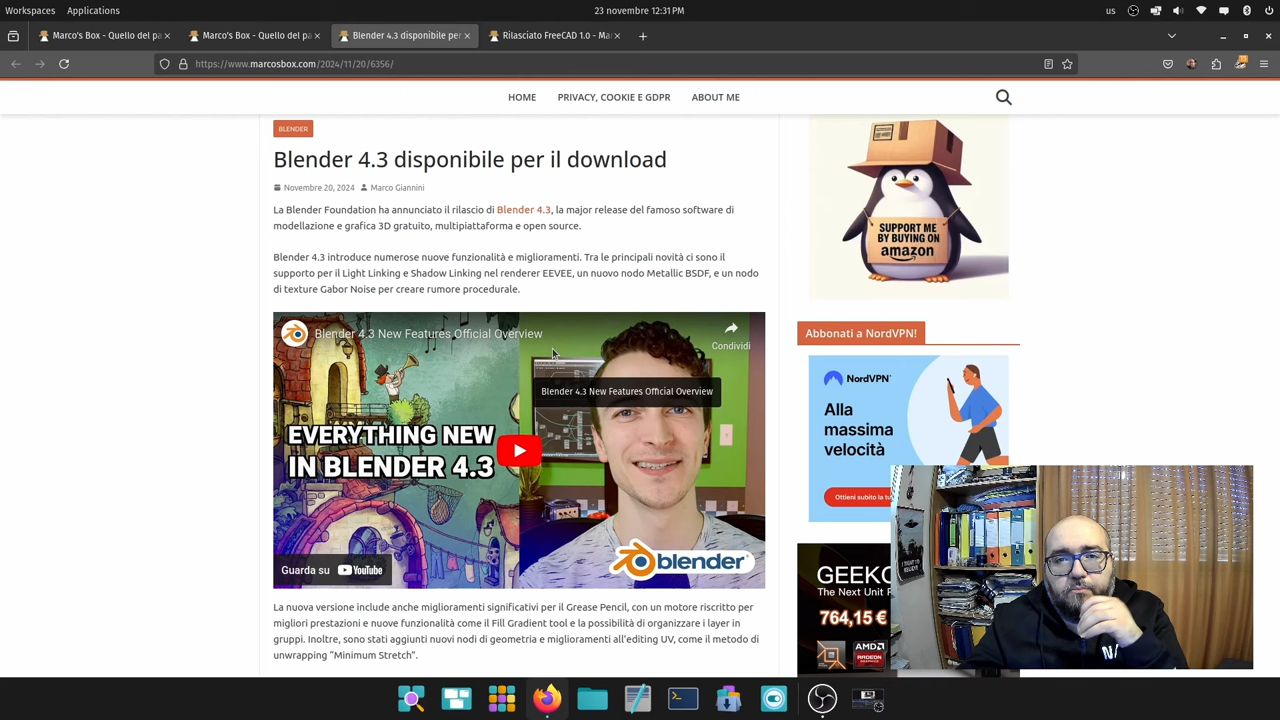 Workspaces Applications 23 novembre 12:31PM us
Marco's Box - Quello del pa Marco's Box - Quello del pa Blender 4.3 disponibile per Rilasciato FreeCAD 1.0 - Ma
https://www.marcosbox.com/2024/11/20/6356/
HOME PRIVACY, COOKIE E GDPR ABOUT ME
BLENDER
Blender 4.3 disponibile per il download
Novembre 20, 2024 Marco Giannini
La Blender Foundation ha annunciato il rilascio di Blender 4.3, la major release del famoso software di
modellazione e grafica 3D gratuito, multipiattaforma e open source.
Blender 4.3 introduce numerose nuove funzionalità e miglioramenti. Tra le principali novità ci sono il
supporto per il Light Linking e Shadow Linking nel renderer EEVEE, un nuovo nodo Metallic BSDF, e un nodo
di texture Gabor Noise per creare rumore procedurale.
Blender 4.3 New Features Official Overview
Condividi
Blender 4.3 New Features Official Overview
EVERYTHING NEW
IN BLENDER 4.3
blender
Guarda su YouTube
La nuova versione include anche miglioramenti significativi per il Grease Pencil, con un motore riscritto per
migliori prestazioni e nuove funzionalità come il Fill Gradient tool e la possibilità di organizzare i layer in
gruppi. Inoltre, sono stati aggiunti nuovi nodi di geometria e miglioramenti all'editing UV, come il metodo di
unwrapping "Minimum Stretch".
SUPPORT ME
BY BUYING ON
amazon
Abbonati a NordVPN!
NordVPN
Alla
massima
velocità
Ottieni subito la tu
GEEKO
The Next Unit F
764,15 €
AMD
RADEON
GRAPHICS